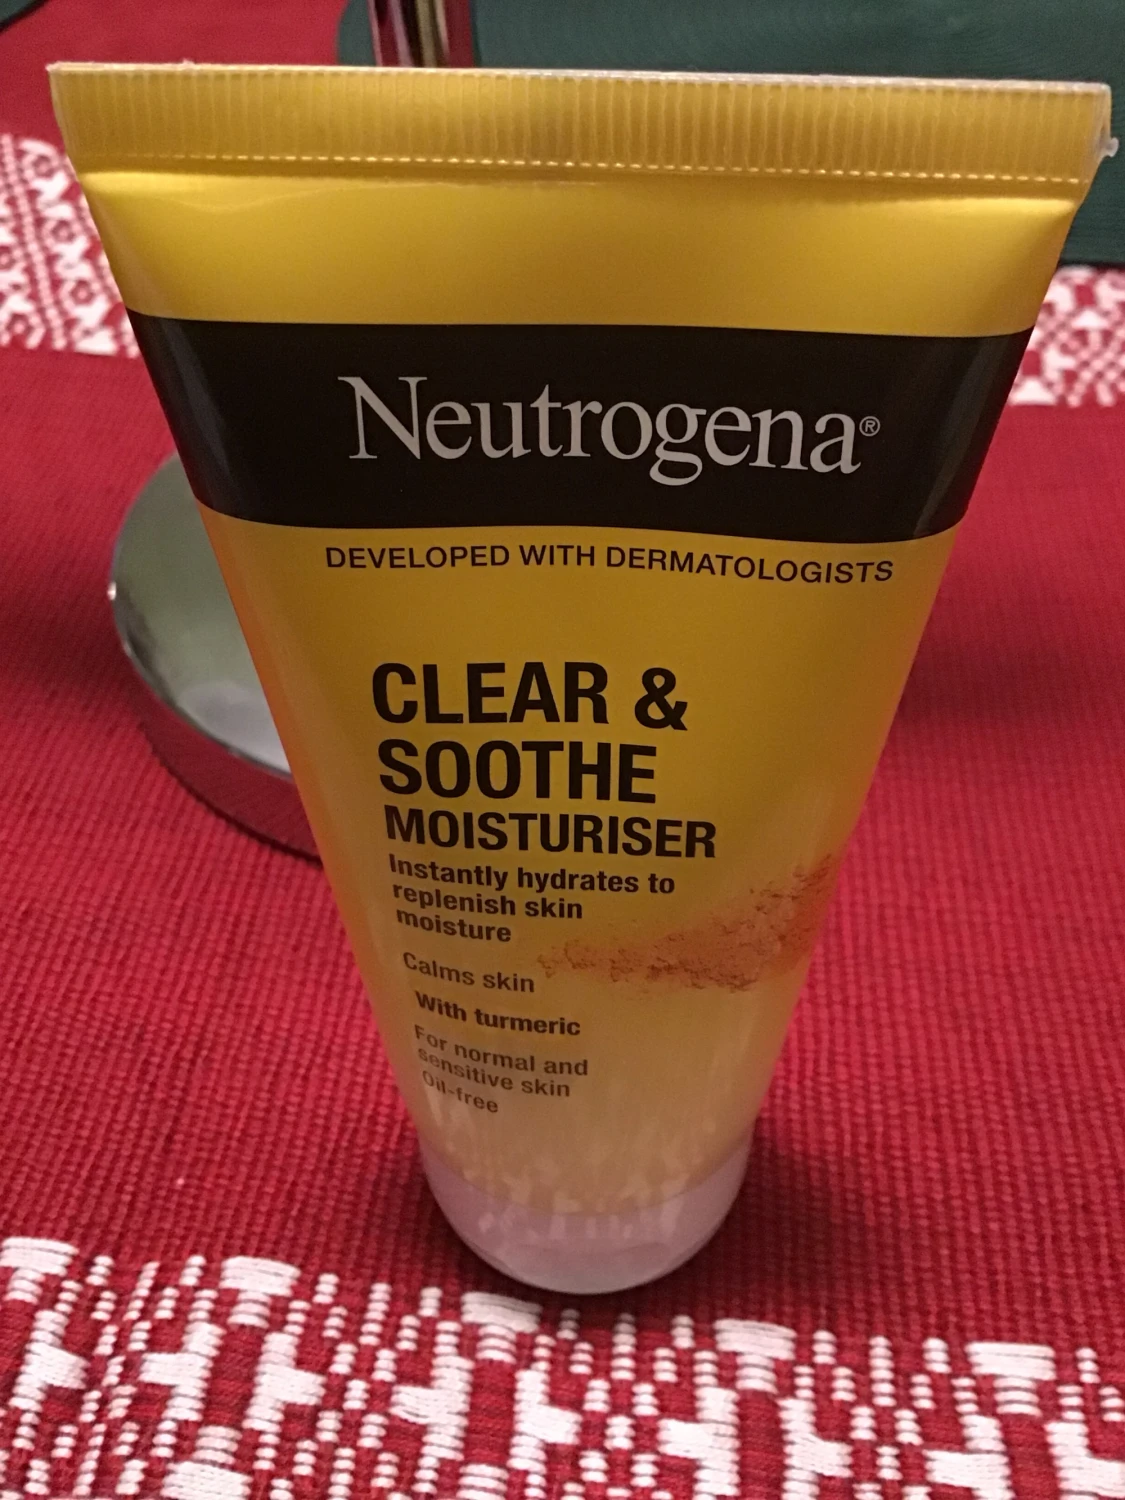 Neutrogena®
DEVELOPED WITH DERMATOLOGISTS
CLEAR &
SOOTHE
MOISTURISER
Instantly hydrates to
replenish skin
moisture
Calms skin
With turmeric
For normal and
sensitive skin
Oil-free